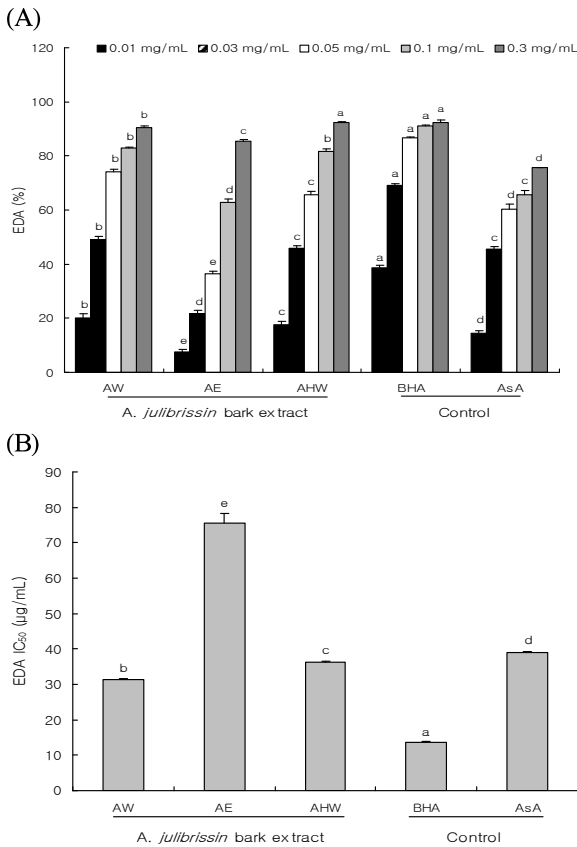 (A)
120
0.01 mg/mL 0.03 mg/mL 0.05 mg/mL 0.1 mg/mL 0.3 mg/mL
100
80
60
40
20
0
EDA (%)
b b b b b
e d e d c
c c c b a
a a a a a
d c d c d
AW AE AHW BHA AsA
A. julibrissin bark extract Control
(B)
90
80
70
60
50
40
30
20
10
0
EDA IC50 (µg/mL)
b e c a d
AW AE AHW BHA AsA
A. julibrissin bark extract Control